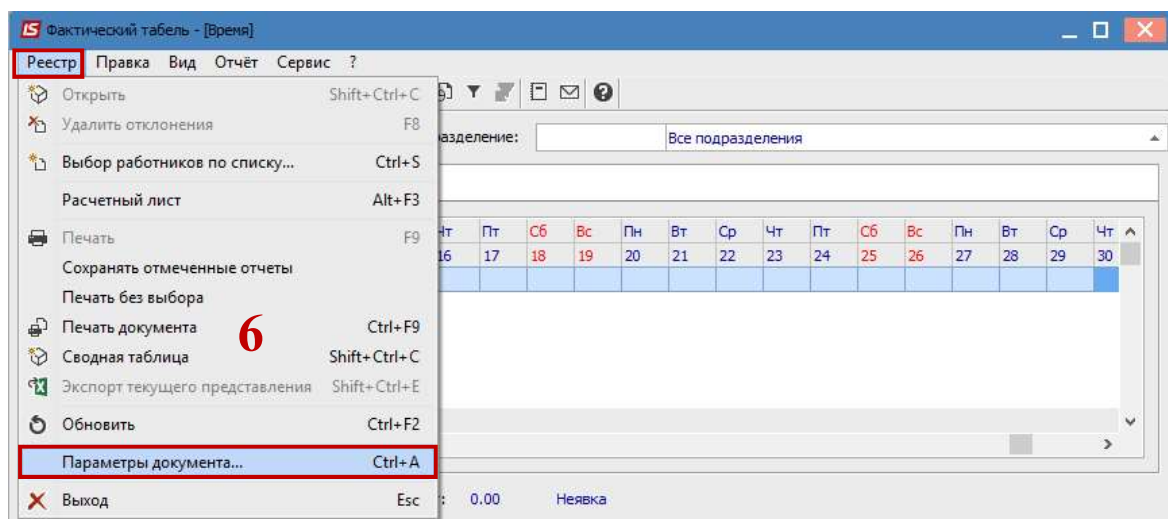 Фактический табель - [Время]
Реестр Правка Вид Отчёт Сервис ?
Открыть Shift+Ctrl+C
Удалить отклонения F8
азделение: Все подразделения
Выбор работников по списку... Ctrl+S
Расчетный лист Alt+F3
Печать F9
Чт Пт Сб Вс Пн Вт Ср Чт Пт Сб Вс Пн Вт Ср Чт
16 17 18 19 20 21 22 23 24 25 26 27 28 29 30
Сохранять отмеченные отчеты
Печать без выбора
Печать документа Ctrl+F9
6
Сводная таблица Shift+Ctrl+C
Экспорт текущего представления Shift+Ctrl+E
Обновить Ctrl+F2
Параметры документа... Ctrl+A
Выход Esc
: 0.00 Неявка